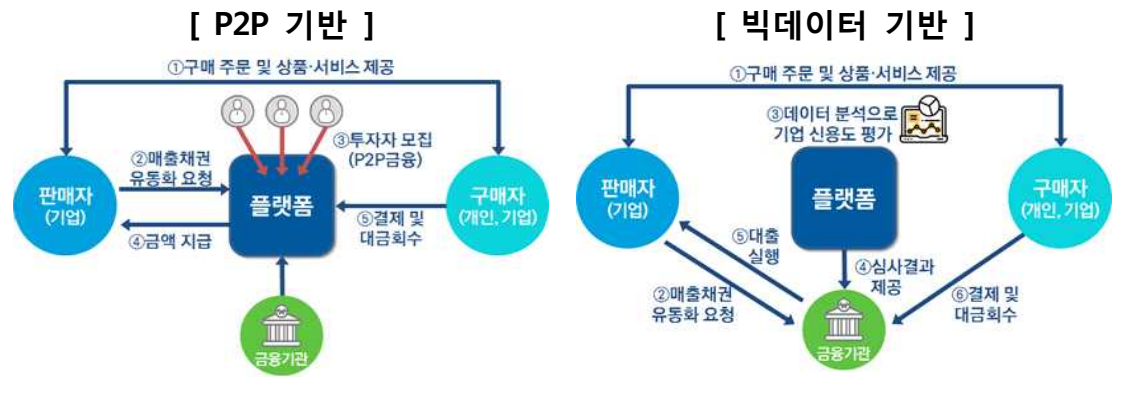 [ P2P 기반 ]
①구매 주문 및 상품·서비스 제공
③투자자 모집
(P2P금융)
②매출채권
유동화 요청
판매자
(기업)
플랫폼
구매자
(개인, 기업)
④금액 지급
⑤결제 및
대금회수
금융기관
[ 빅데이터 기반 ]
①구매 주문 및 상품·서비스 제공
③데이터 분석으로
기업 신용도 평가
판매자
(기업)
플랫폼
구매자
(개인, 기업)
⑤대출
실행
④심사결과
제공
②매출채권
유동화 요청
⑥결제 및
대금회수
금융기관